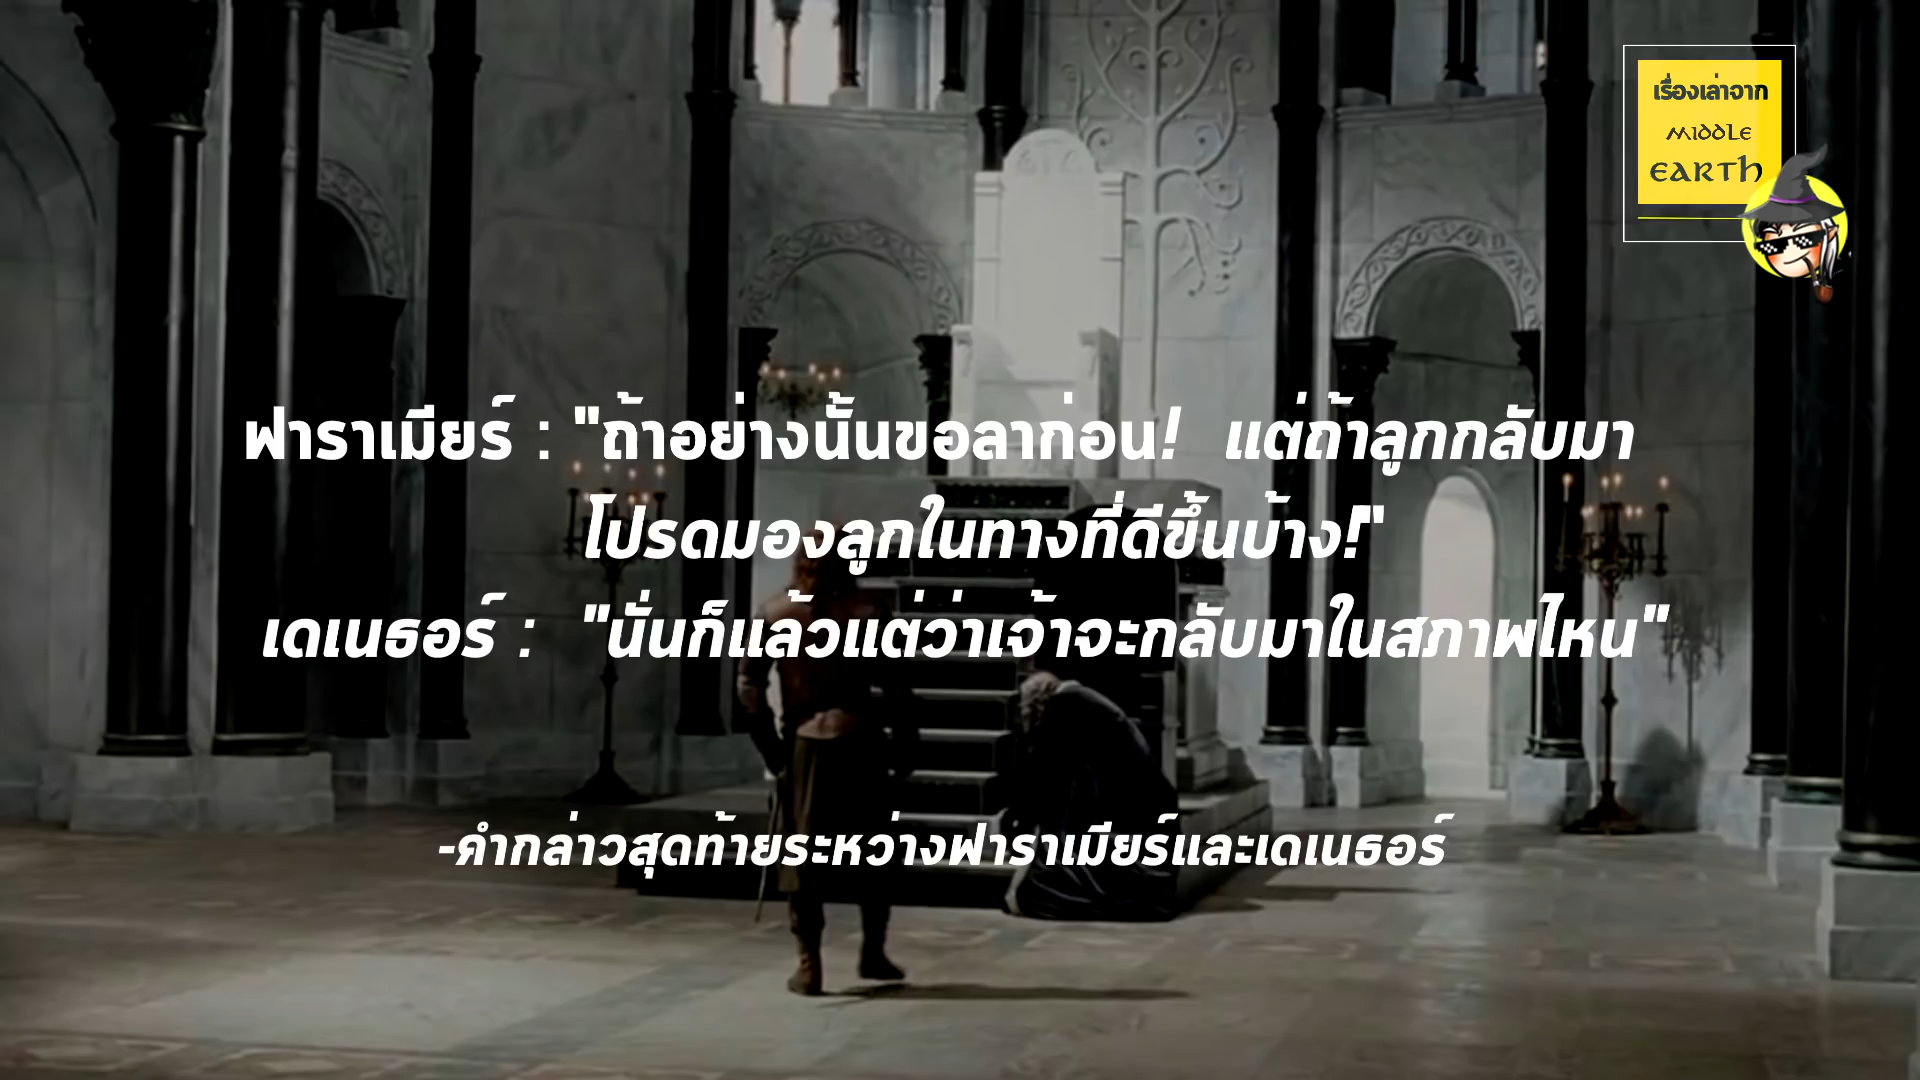 เรื่องเล่าจาก
MIDDLE
EARTH
ฟาราเมียร์ : "ถ้าอย่างนั้นขอลาก่อน! แต่ถ้าลูกกลับมา
โปรดมองลูกในทางที่ดีขึ้นบ้าง!"
เดเนธอร์ : "นั่นก็แล้วแต่ว่าเจ้าจะกลับมาในสภาพไหน"
-คำกล่าวสุดท้ายระหว่างฟาราเมียร์และเดเนธอร์